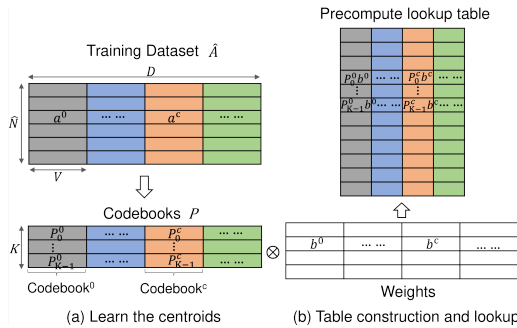 Precompute lookup table
Training Dataset Â
D
N̂
a⁰ ... ... aᶜ ... ...
V
P₀⁰b⁰ ... ... P₀ᶜbᶜ ... ...
⋮ ⋮
P⁰K-1b⁰ ... ... PᶜK-1bᶜ ... ...
Codebooks P
K
P₀⁰ ... ... P₀ᶜ ... ...
⋮ ⋮
P⁰K-1 ... ... PᶜK-1 ... ...
Codebook⁰ Codebookᶜ
⊗
b⁰ ... ... bᶜ ... ...
Weights
(a) Learn the centroids
(b) Table construction and lookup